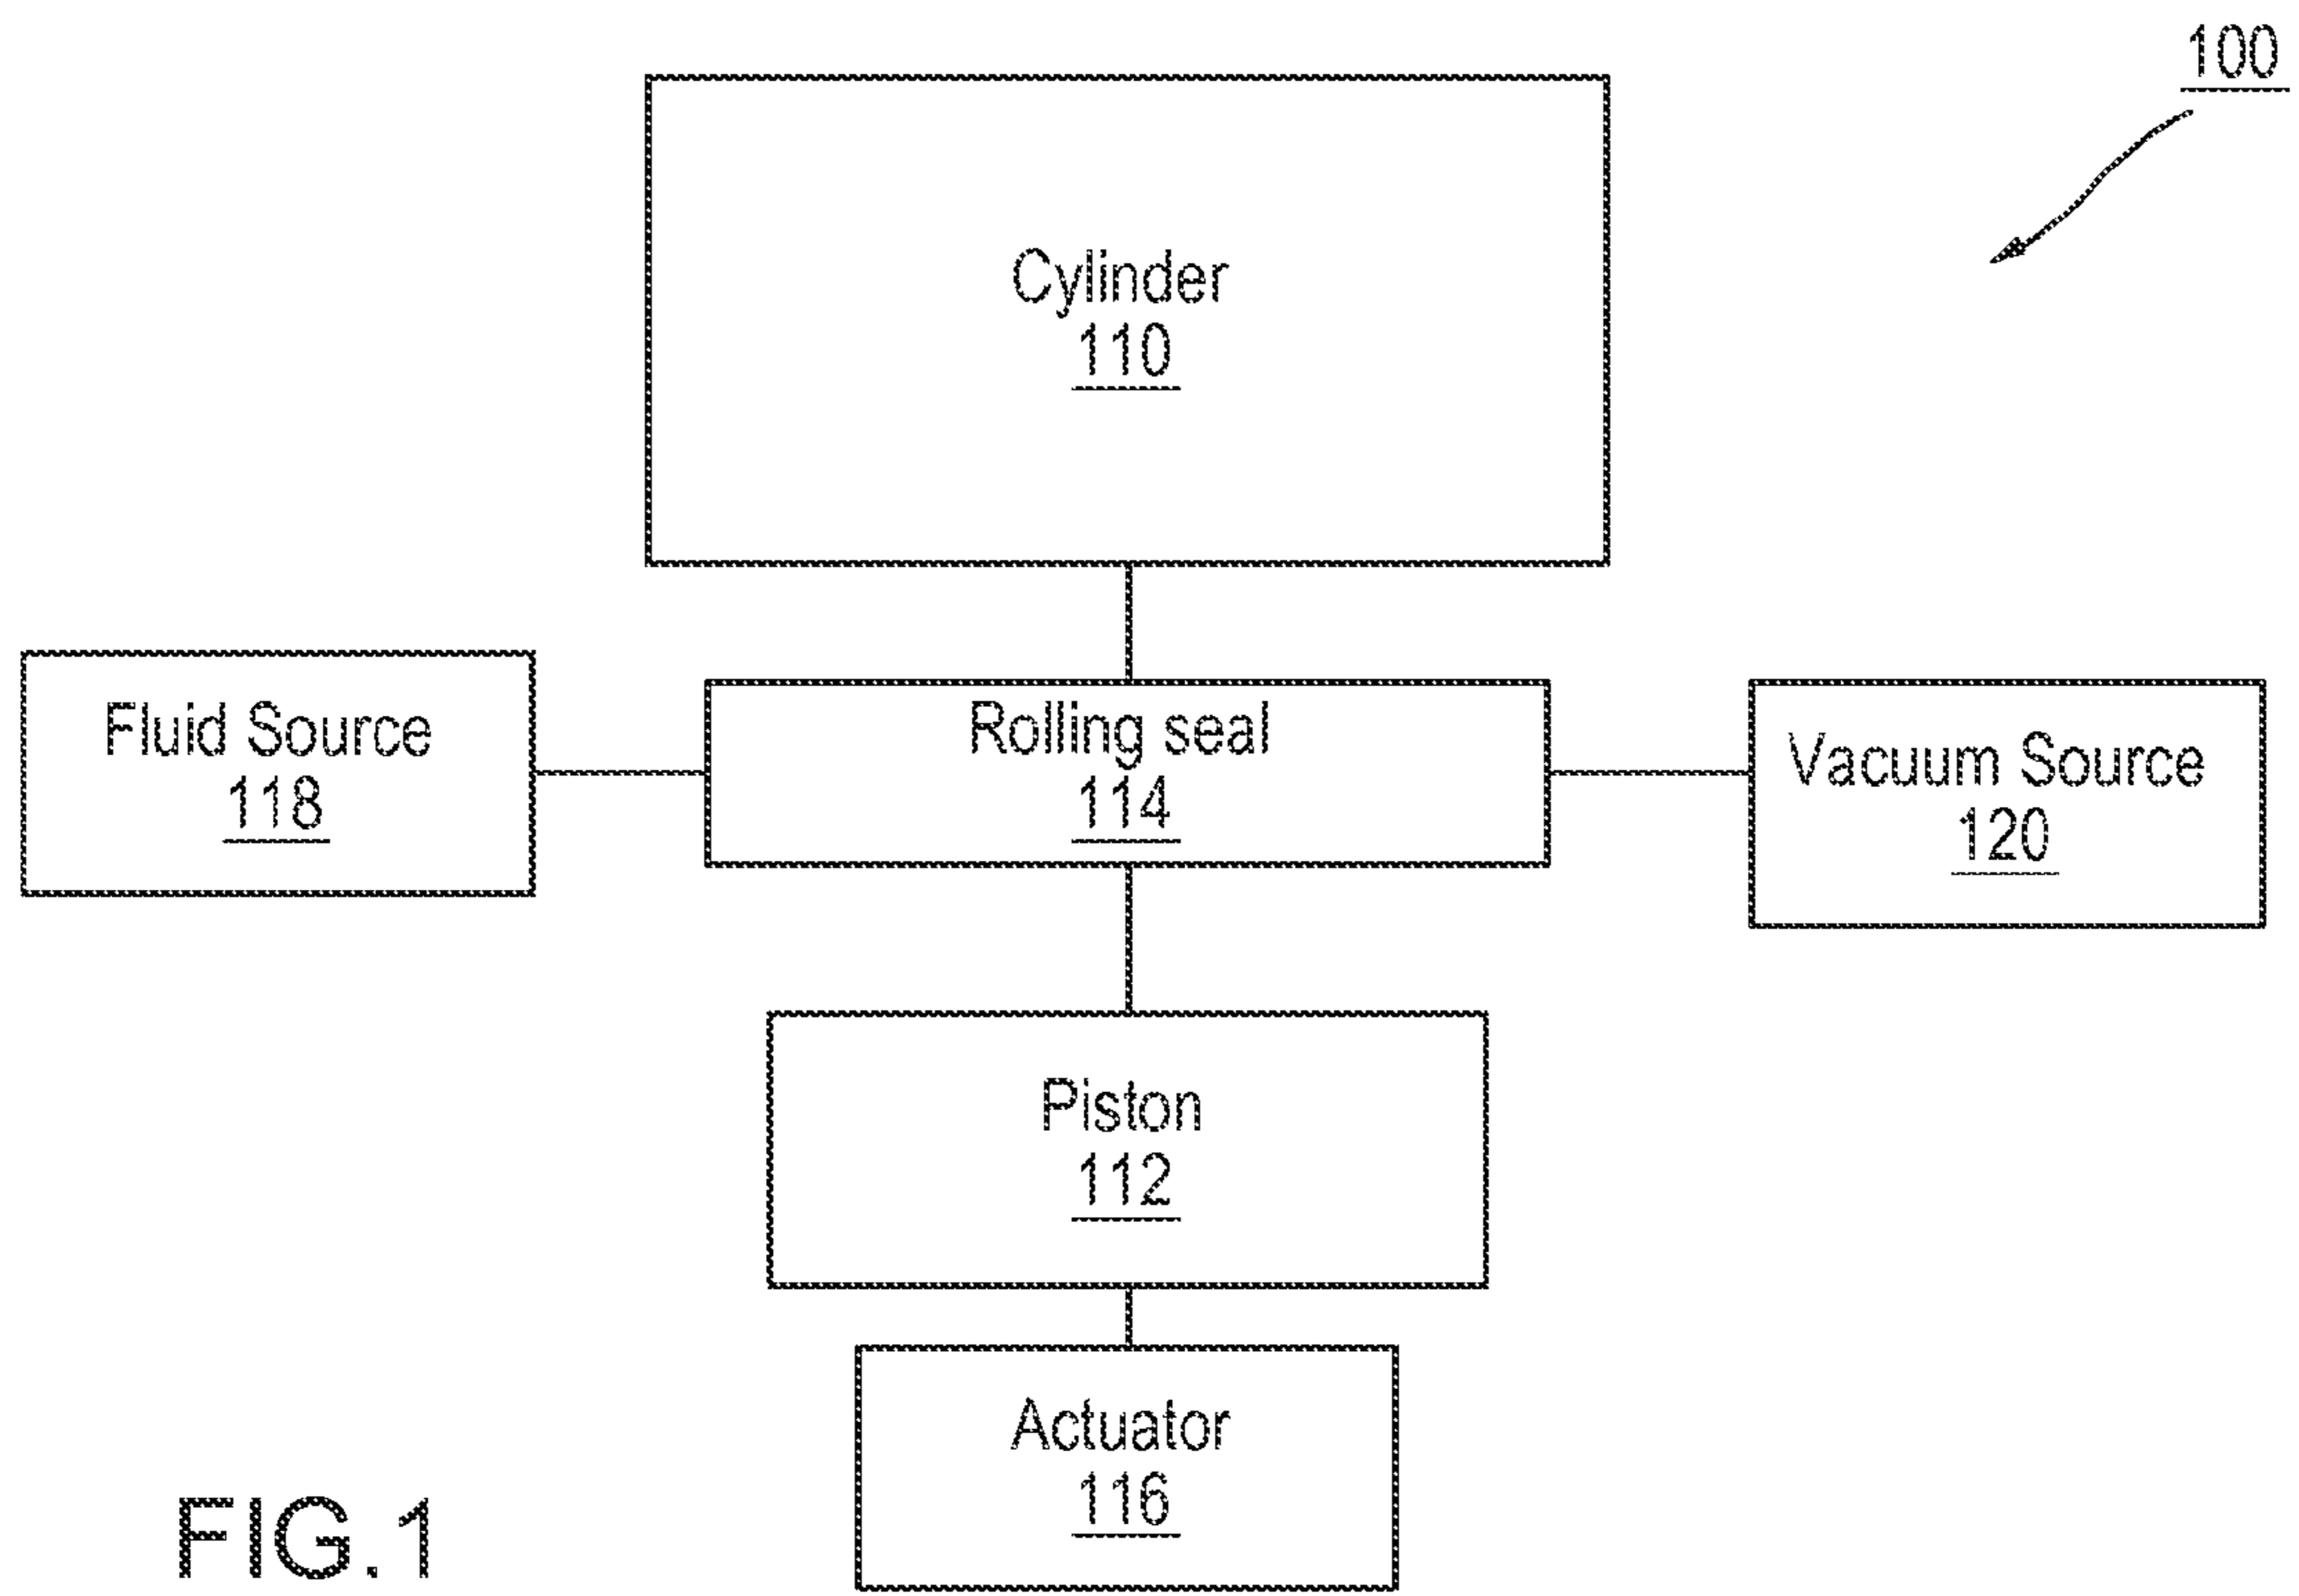 100
Cylinder
110
Fluid Source
118
Rolling seal
114
Vacuum Source
120
Piston
112
Actuator
116
FIG.1